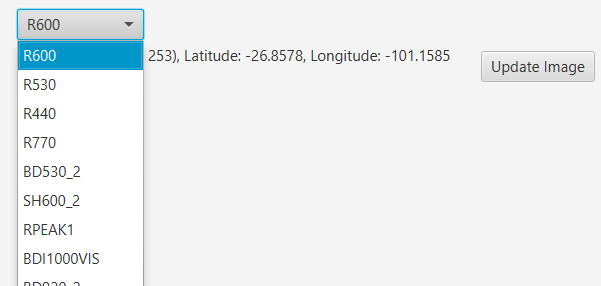 R600
R600
253), Latitude: -26.8578, Longitude: -101.1585
Update Image
R530
R440
R770
BD530_2
SH600_2
RPEAK1
BDI1000VIS